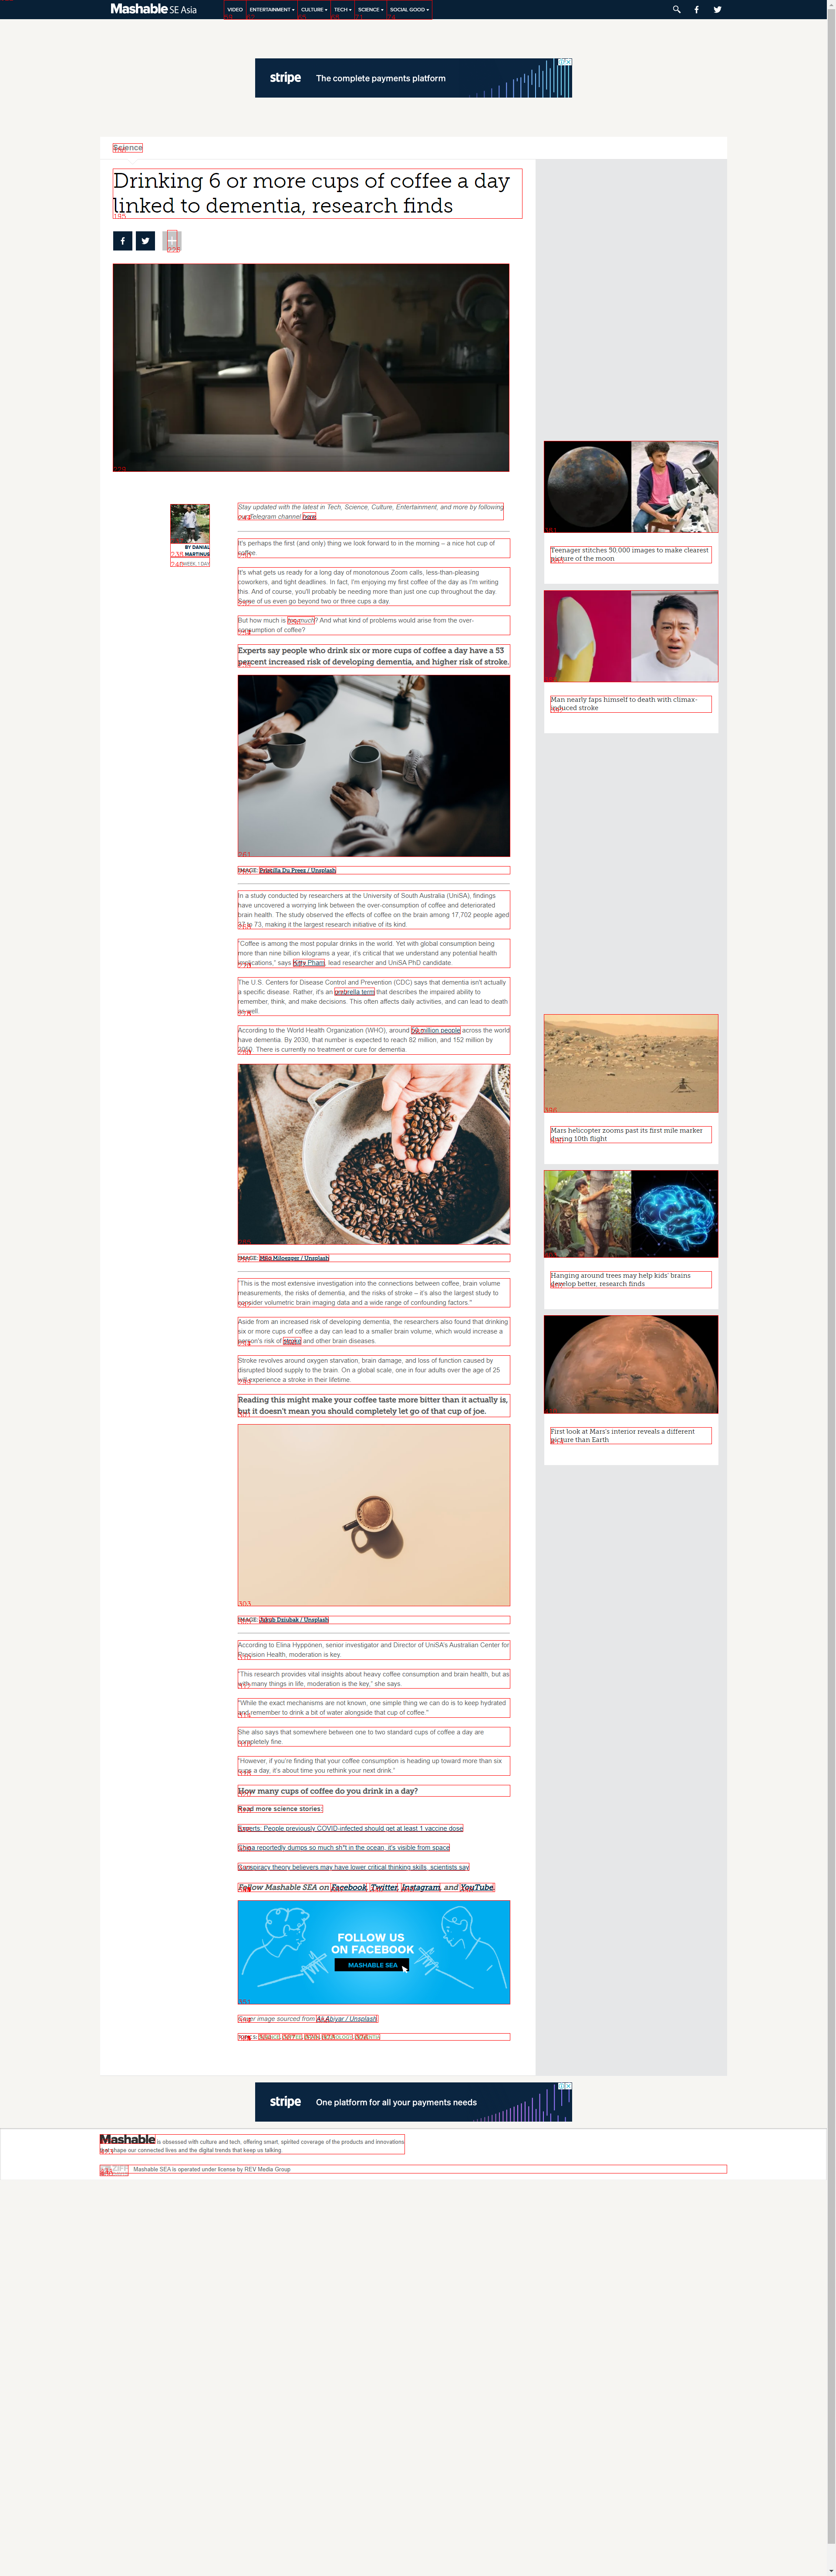 Mashable SE Asia
VIDEO ENTERTAINMENT CULTURE TECH SCIENCE SOCIAL GOOD
stripe The complete payments platform
Science
Drinking 6 or more cups of coffee a day
linked to dementia, research finds
Stay updated with the latest in Tech, Science, Culture, Entertainment, and more by following
our Telegram channel here.
BY DANIAL
MARTINUS
WEEK, 1 DAY
It's perhaps the first (and only) thing we look forward to in the morning – a nice hot cup of
coffee.
It's what gets us ready for a long day of monotonous Zoom calls, less-than-pleasing
coworkers, and tight deadlines. In fact, I'm enjoying my first coffee of the day as I'm writing
this. And of course, you'll probably be needing more than just one cup throughout the day.
Some of us even go beyond two or three cups a day.
But how much is too much? And what kind of problems would arise from the over-
consumption of coffee?
Experts say people who drink six or more cups of coffee a day have a 53
percent increased risk of developing dementia, and higher risk of stroke.
IMAGE: Priscilla Du Preez / Unsplash
In a study conducted by researchers at the University of South Australia (UniSA), findings
have uncovered a worrying link between the over-consumption of coffee and deteriorated
brain health. The study observed the effects of coffee on the brain among 17,702 people aged
37 to 73, making it the largest research initiative of its kind.
"Coffee is among the most popular drinks in the world. Yet with global consumption being
more than nine billion kilograms a year, it's critical that we understand any potential health
implications," says Kitty Pham, lead researcher and UniSA PhD candidate.
The U.S. Centers for Disease Control and Prevention (CDC) says that dementia isn't actually
a specific disease. Rather, it's an umbrella term that describes the impaired ability to
remember, think, and make decisions. This often affects daily activities, and can lead to death
as well.
According to the World Health Organization (WHO), around 50 million people across the world
have dementia. By 2030, that number is expected to reach 82 million, and 152 million by
2050. There is currently no treatment or cure for dementia.
IMAGE: Milo Miloezger / Unsplash
"This is the most extensive investigation into the connections between coffee, brain volume
measurements, the risks of dementia, and the risks of stroke – it's also the largest study to
consider volumetric brain imaging data and a wide range of confounding factors."
Aside from an increased risk of developing dementia, the researchers also found that drinking
six or more cups of coffee a day can lead to a smaller brain volume, which would increase a
person's risk of stroke and other brain diseases.
Stroke revolves around oxygen starvation, brain damage, and loss of function caused by
disrupted blood supply to the brain. On a global scale, one in four adults over the age of 25
will experience a stroke in their lifetime.
Reading this might make your coffee taste more bitter than it actually is,
but it doesn't mean you should completely let go of that cup of joe.
IMAGE: Jakub Dziubak / Unsplash
According to Elina Hyppönen, senior investigator and Director of UniSA's Australian Center for
Precision Health, moderation is key.
"This research provides vital insights about heavy coffee consumption and brain health, but as
with many things in life, moderation is the key," she says.
"While the exact mechanisms are not known, one simple thing we can do is to keep hydrated
and remember to drink a bit of water alongside that cup of coffee."
She also says that somewhere between one to two standard cups of coffee a day are
completely fine.
"However, if you're finding that your coffee consumption is heading up toward more than six
cups a day, it's about time you rethink your next drink."
How many cups of coffee do you drink in a day?
Read more science stories:
Experts: People previously COVID-infected should get at least 1 vaccine dose
China reportedly dumps so much sh*t in the ocean, it's visible from space
Conspiracy theory believers may have lower critical thinking skills, scientists say
Follow Mashable SEA on Facebook, Twitter, Instagram, and YouTube.
FOLLOW US
ON FACEBOOK
MASHABLE SEA
Cover image sourced from Ali Abiyar / Unsplash
Teenager stitches 50,000 images to make clearest
picture of the moon
Man nearly faps himself to death with climax-
induced stroke
Mars helicopter zooms past its first mile marker
during 10th flight
Hanging around trees may help kids' brains
develop better, research finds
First look at Mars's interior reveals a different
picture than Earth
stripe One platform for all your payments needs
Mashable is obsessed with culture and tech, offering smart, spirited coverage of the products and innovations
that shape our connected lives and the digital trends that keep us talking.
Mashable SEA is operated under license by REV Media Group